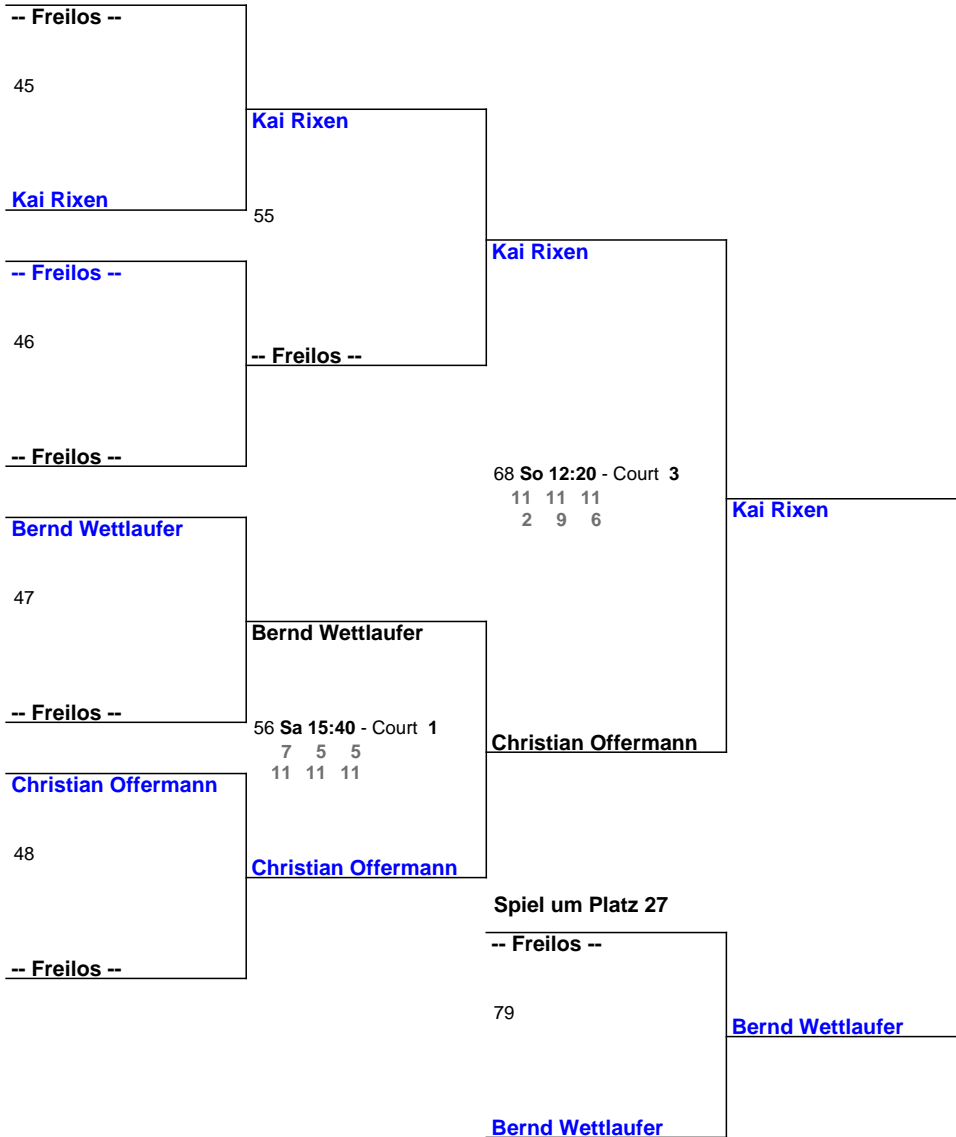 -- Freilos --
45
Kai Rixen
Kai Rixen
55
Kai Rixen
-- Freilos --
46
-- Freilos --
-- Freilos --
68 So 12:20 - Court 3
11 11 11
2 9 6
Kai Rixen
Bernd Wettlaufer
47
Bernd Wettlaufer
-- Freilos --
56 Sa 15:40 - Court 1
7 5 5
11 11 11
Christian Offermann
Christian Offermann
48
Christian Offermann
-- Freilos --
Spiel um Platz 27
-- Freilos --
79
Bernd Wettlaufer
Bernd Wettlaufer